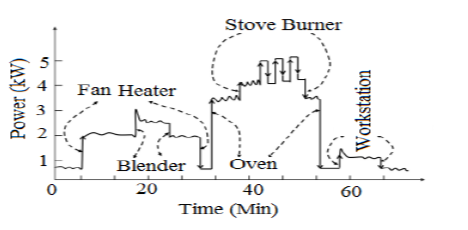 Stove Burner
Power (kW)
5
4
3
2
1
Fan Heater
Blender
Oven
Workstation
0
20
40
60
Time (Min)